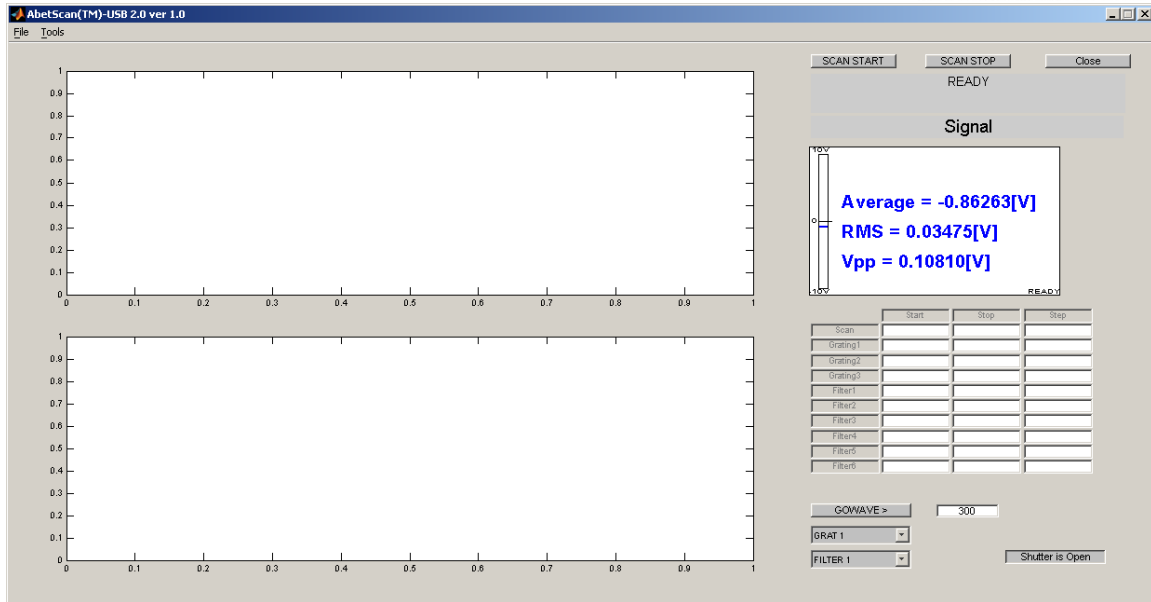 AbetScan(TM)-USB 2.0 ver 1.0
File Tools
SCAN START SCAN STOP Close
READY
Signal
1
0.9
0.8
0.7
0.6
0.5
0.4
0.3
0.2
0.1
0
0 0.1 0.2 0.3 0.4 0.5 0.6 0.7 0.8 0.9 1
10V
0
-10V
Average = -0.86263[V]
RMS = 0.03475[V]
Vpp = 0.10810[V]
READY
1
0.9
0.8
0.7
0.6
0.5
0.4
0.3
0.2
0.1
0
0 0.1 0.2 0.3 0.4 0.5 0.6 0.7 0.8 0.9 1
Start Stop Step
Scan
Grating1
Grating2
Grating3
Filter1
Filter2
Filter3
Filter4
Filter5
Filter6
GOWAVE > 300
GRAT 1
FILTER 1
Shutter is Open